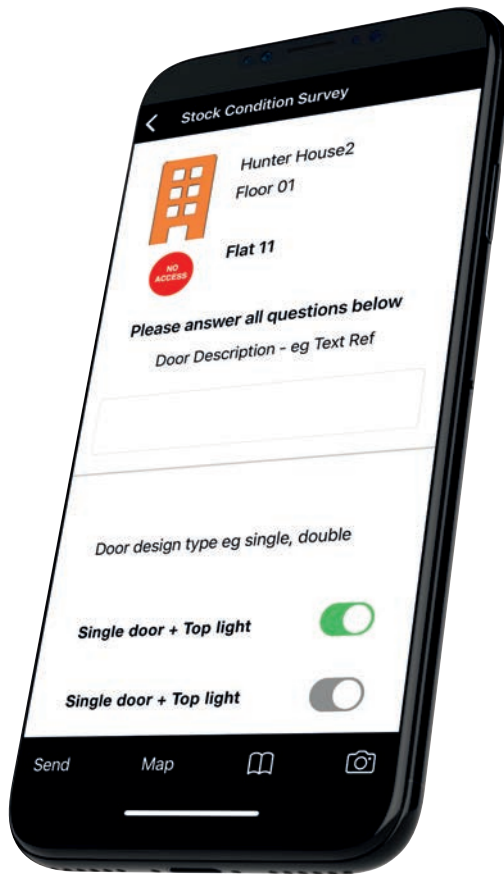 Stock Condition Survey
Hunter House2
Floor 01
Flat 11
NO
ACCESS
Please answer all questions below
Door Description - eg Text Ref
Door design type eg single, double
Single door + Top light
Single door + Top light
Send
Map